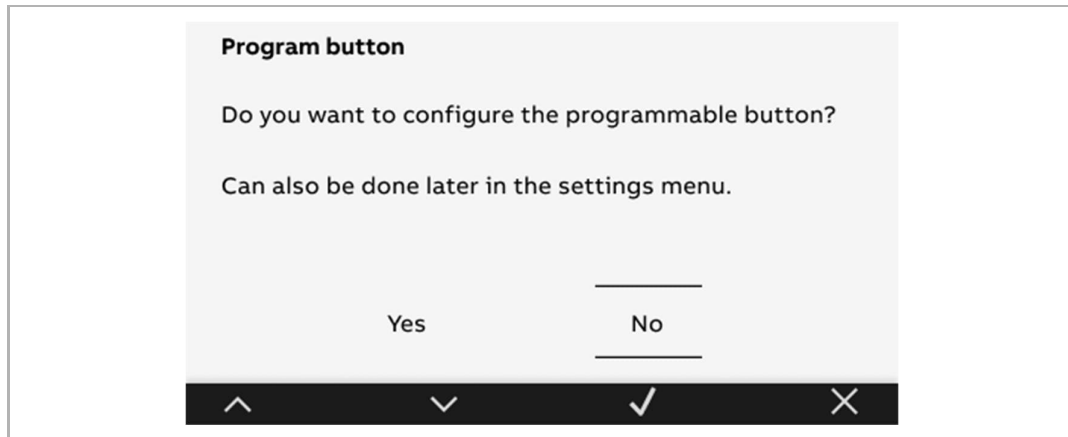 Program button
Do you want to configure the programmable button?
Can also be done later in the settings menu.
Yes No